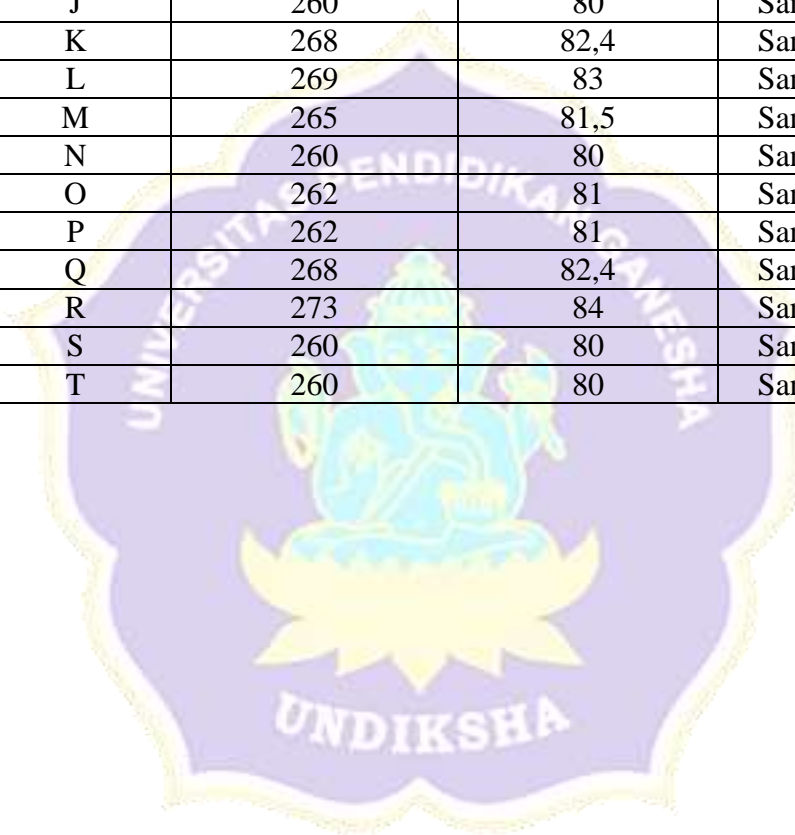 J 260 80
K 268 82,4
L 269 83
M 265 81,5
N 260 80
O 262 81
P 262 81
Q 268 82,4
R 273 84
S 260 80
T 260 80
UNIVERSITAS PENDIDIKAN GANESHA
UNDIKSHA